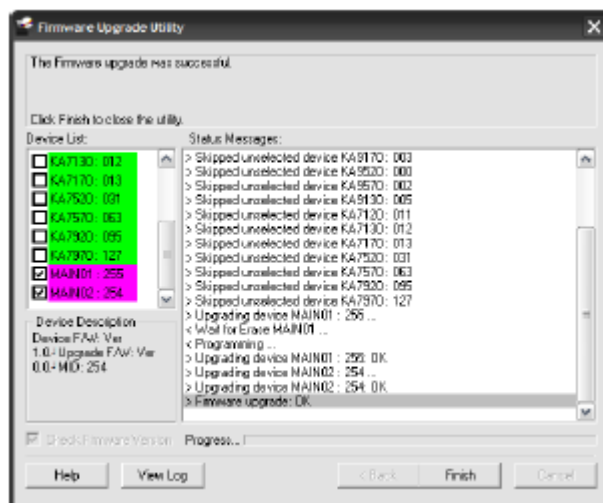 Firmware Upgrade Utility
The Firmware upgrade was successful.
Click Finish to close the utility.
Device List:
KA7130: 012
KA7170: 013
KA7520: 031
KA7570: 063
KA7920: 095
KA7970: 127
MAIN01 : 255
MAIN02 : 254
Device Description
Device F/W: Ver
1.0.- Upgrade F/W: Ver
0.0.- MID: 254
Status Messages:
> Skipped unselected device KA9170: 003
> Skipped unselected device KA9520: 000
> Skipped unselected device KA9570: 002
> Skipped unselected device KA9130: 005
> Skipped unselected device KA7120: 011
> Skipped unselected device KA7130: 012
> Skipped unselected device KA7170: 013
> Skipped unselected device KA7520: 031
> Skipped unselected device KA7570: 063
> Skipped unselected device KA7920: 095
> Skipped unselected device KA7970: 127
> Upgrading device MAIN01 : 255 ...
< Wait for Erase MAIN01 ...
< Programming ...
> Upgrading device MAIN01 : 255: OK
> Upgrading device MAIN02 : 254 ...
> Upgrading device MAIN02 : 254: OK
> Firmware upgrade: OK
Check Firmware Version
Progress...
Help
View Log
< Back
Finish
Cancel